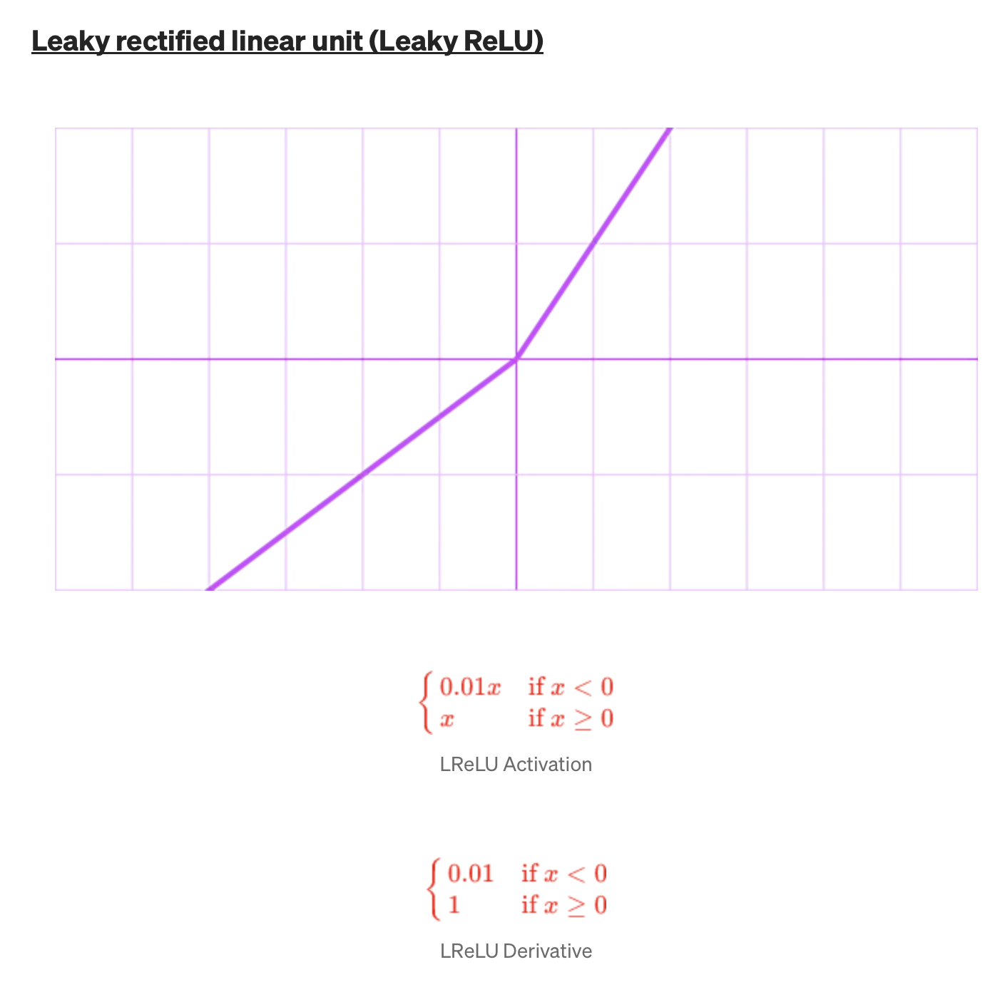 Leaky rectified linear unit (Leaky ReLU)
0.01x if x < 0
x if x ≥ 0
LReLU Activation
0.01 if x < 0
1 if x ≥ 0
LReLU Derivative